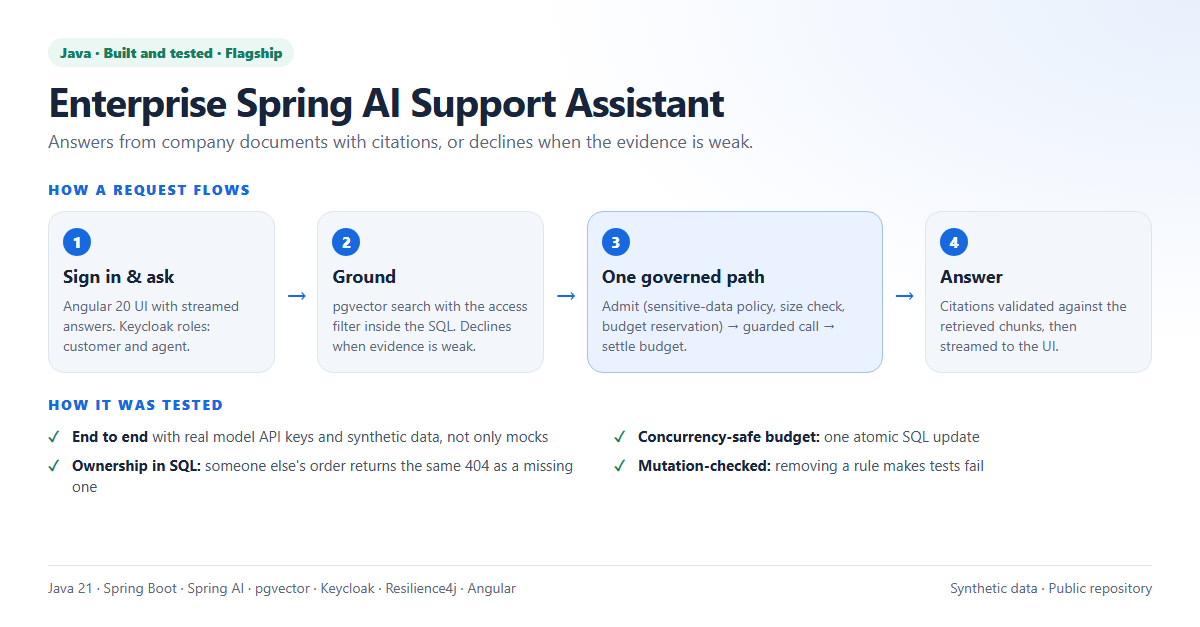 Java · Built and tested · Flagship
Enterprise Spring AI Support Assistant
Answers from company documents with citations, or declines when the evidence is weak.
HOW A REQUEST FLOWS
1
Sign in & ask
Angular 20 UI with streamed
answers. Keycloak roles:
customer and agent.
→
2
Ground
pgvector search with the access
filter inside the SQL. Declines
when evidence is weak.
→
3
One governed path
Admit (sensitive-data policy, size check,
budget reservation) → guarded call →
settle budget.
→
4
Answer
Citations validated against the
retrieved chunks, then
streamed to the UI.
HOW IT WAS TESTED
✓ End to end with real model API keys and synthetic data, not only mocks
✓ Ownership in SQL: someone else's order returns the same 404 as a missing
one
✓ Concurrency-safe budget: one atomic SQL update
✓ Mutation-checked: removing a rule makes tests fail
Java 21 · Spring Boot · Spring AI · pgvector · Keycloak · Resilience4j · Angular
Synthetic data · Public repository